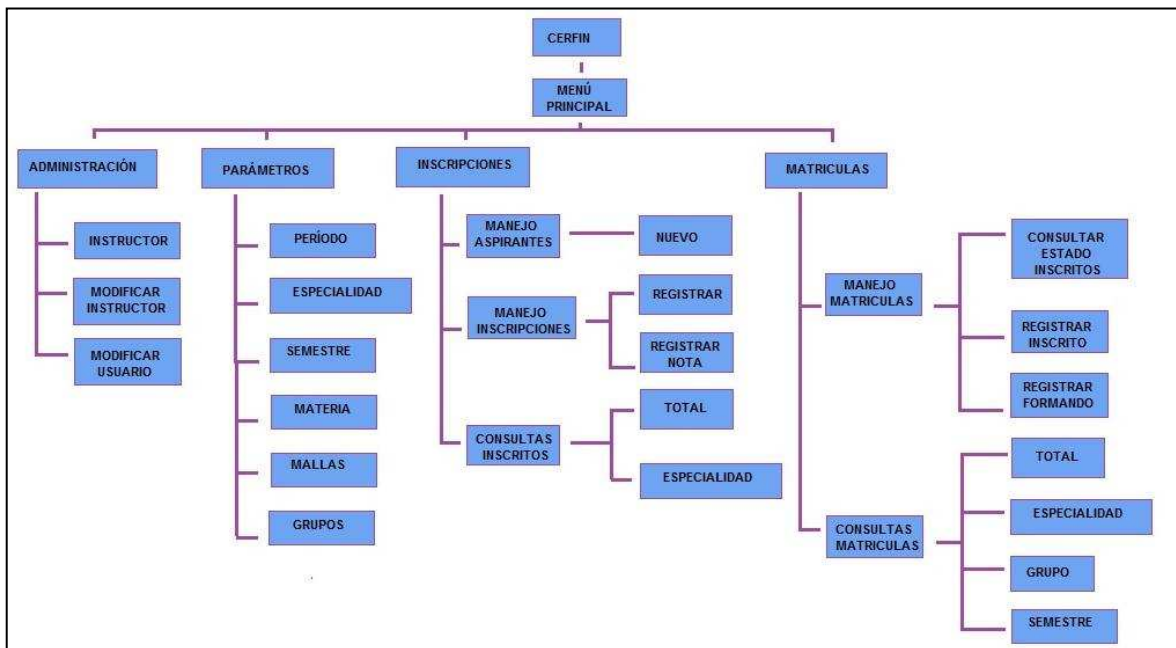 CERFIN
MENÚ
PRINCIPAL
ADMINISTRACIÓN
INSTRUCTOR
MODIFICAR
INSTRUCTOR
MODIFICAR
USUARIO
PARÁMETROS
PERÍODO
ESPECIALIDAD
SEMESTRE
MATERIA
MALLAS
GRUPOS
INSCRIPCIONES
MANEJO
ASPIRANTES
NUEVO
MANEJO
INSCRIPCIONES
REGISTRAR
REGISTRAR
NOTA
CONSULTAS
INSCRITOS
TOTAL
ESPECIALIDAD
MATRICULAS
MANEJO
MATRICULAS
CONSULTAR
ESTADO
INSCRITOS
REGISTRAR
INSCRITO
REGISTRAR
FORMANDO
CONSULTAS
MATRICULAS
TOTAL
ESPECIALIDAD
GRUPO
SEMESTRE